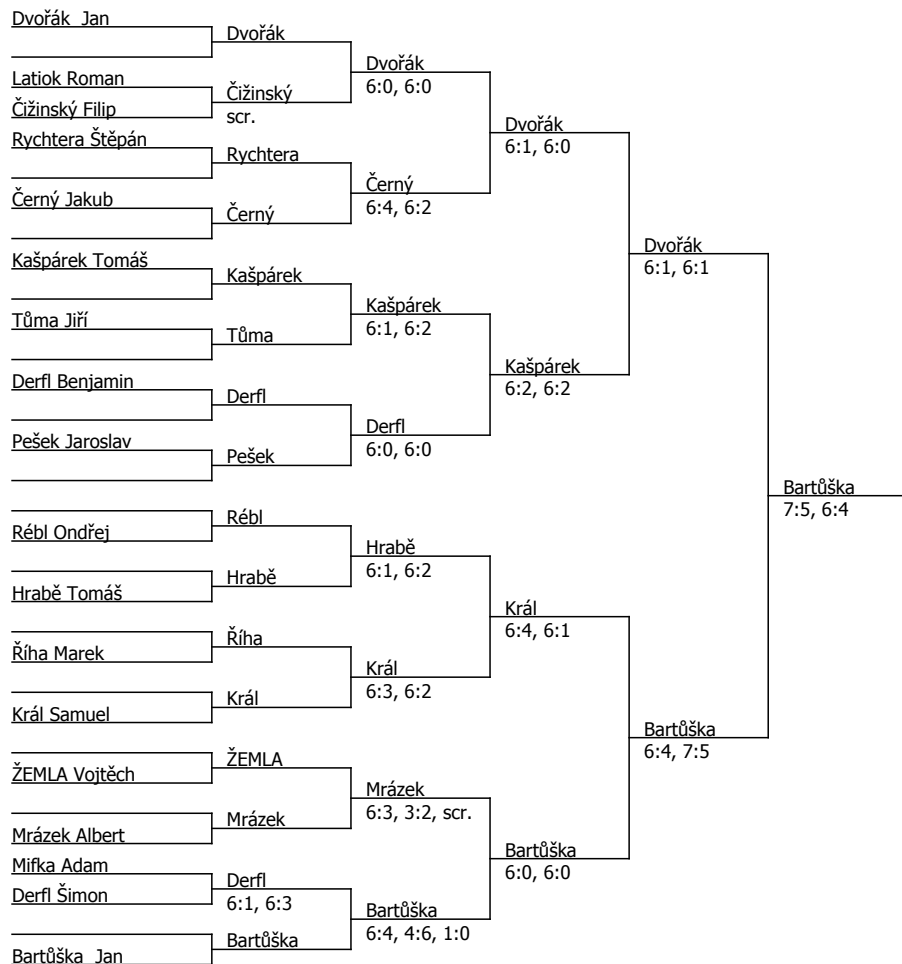 Dvořák  Jan
Dvořák
Dvořák
6:0, 6:0
Latiok Roman
Čižinský
scr.
Čižinský Filip
Dvořák
6:1, 6:0
Rychtera Štěpán
Rychtera
Černý
6:4, 6:2
Černý Jakub
Černý
Dvořák
6:1, 6:1
Kašpárek Tomáš
Kašpárek
Kašpárek
6:1, 6:2
Tůma Jiří
Tůma
Kašpárek
6:2, 6:2
Derfl Benjamin
Derfl
Derfl
6:0, 6:0
Pešek Jaroslav
Pešek
Bartůška
7:5, 6:4
Rébl
Rébl Ondřej
Hrabě
6:1, 6:2
Hrabě
Hrabě Tomáš
Král
6:4, 6:1
Říha
Říha Marek
Král
6:3, 6:2
Král
Král Samuel
Bartůška
6:4, 7:5
ŽEMLA
ŽEMLA Vojtěch
Mrázek
6:3, 3:2, scr.
Mrázek
Mrázek Albert
Bartůška
6:0, 6:0
Mifka Adam
Derfl
6:1, 6:3
Derfl Šimon
Bartůška
6:4, 4:6, 1:0
Bartůška
Bartůška  Jan